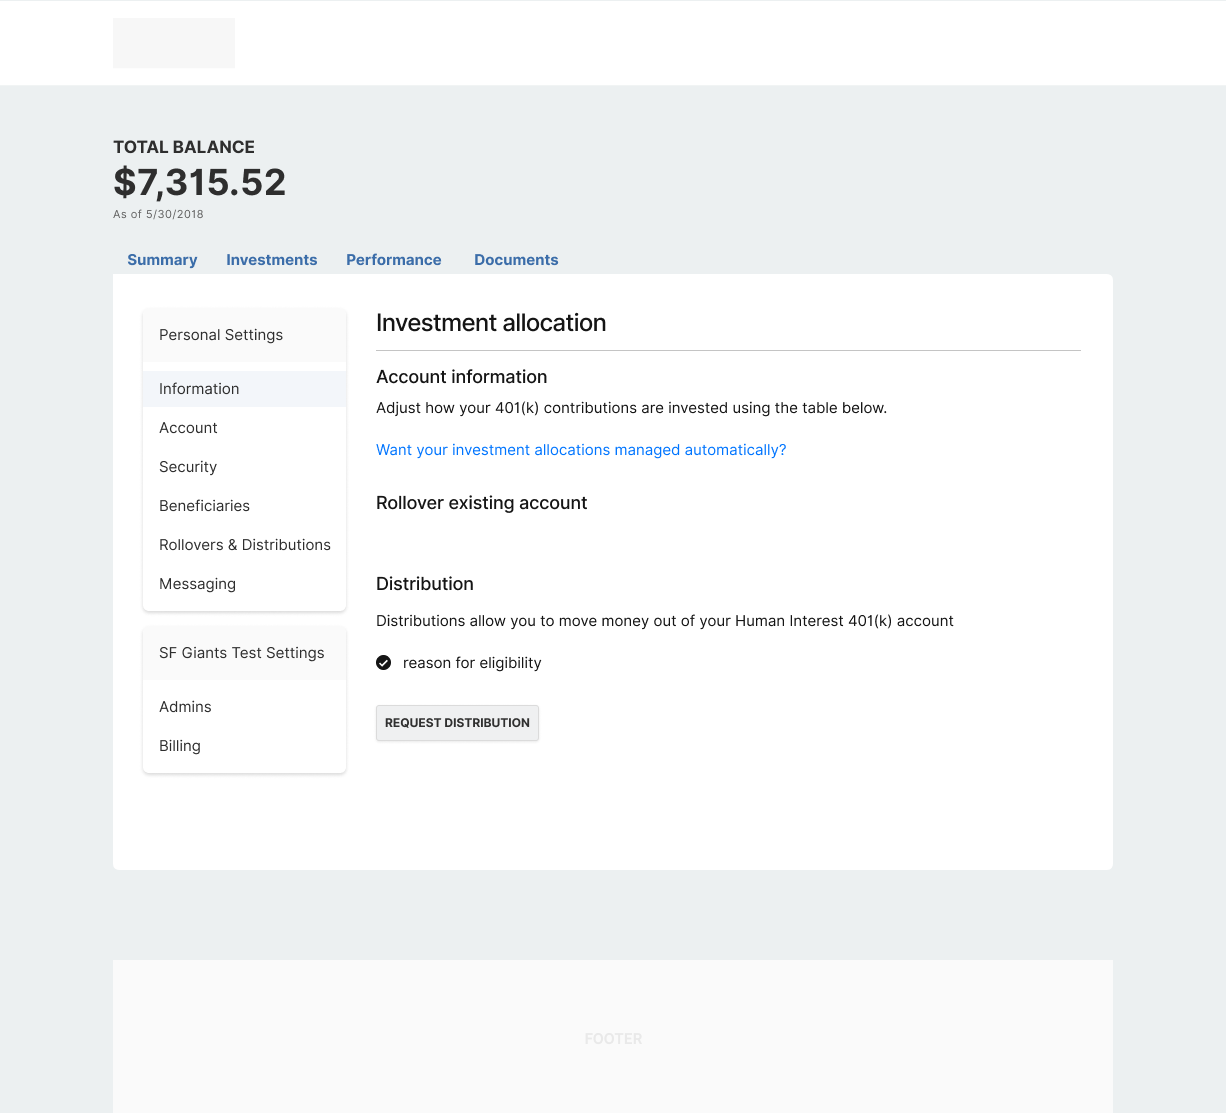 TOTAL BALANCE
$7,315.52
As of 5/30/2018
Summary Investments Performance Documents
Personal Settings
Information
Account
Security
Beneficiaries
Rollovers & Distributions
Messaging
SF Giants Test Settings
Admins
Billing
Investment allocation
Account information
Adjust how your 401(k) contributions are invested using the table below.
Want your investment allocations managed automatically?
Rollover existing account
Distribution
Distributions allow you to move money out of your Human Interest 401(k) account
reason for eligibility
REQUEST DISTRIBUTION
FOOTER